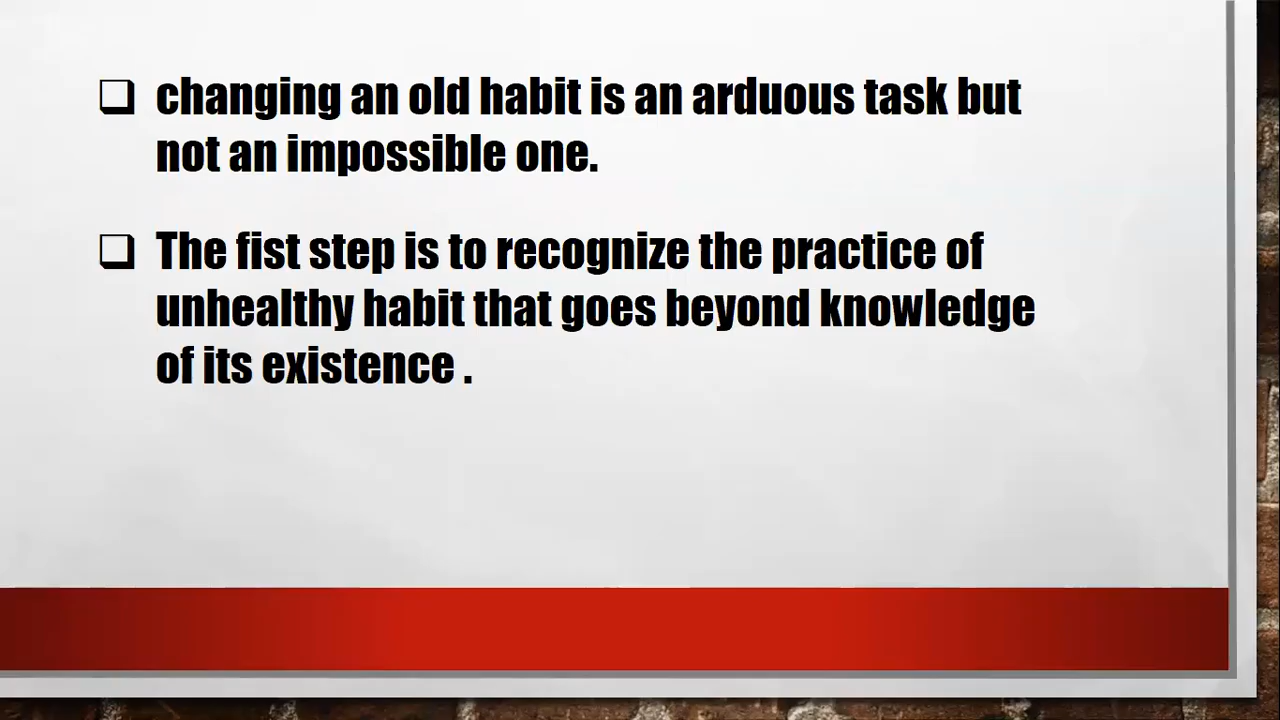 ❑ changing an old habit is an arduous task but
not an impossible one.
❑ The fist step is to recognize the practice of
unhealthy habit that goes beyond knowledge
of its existence .